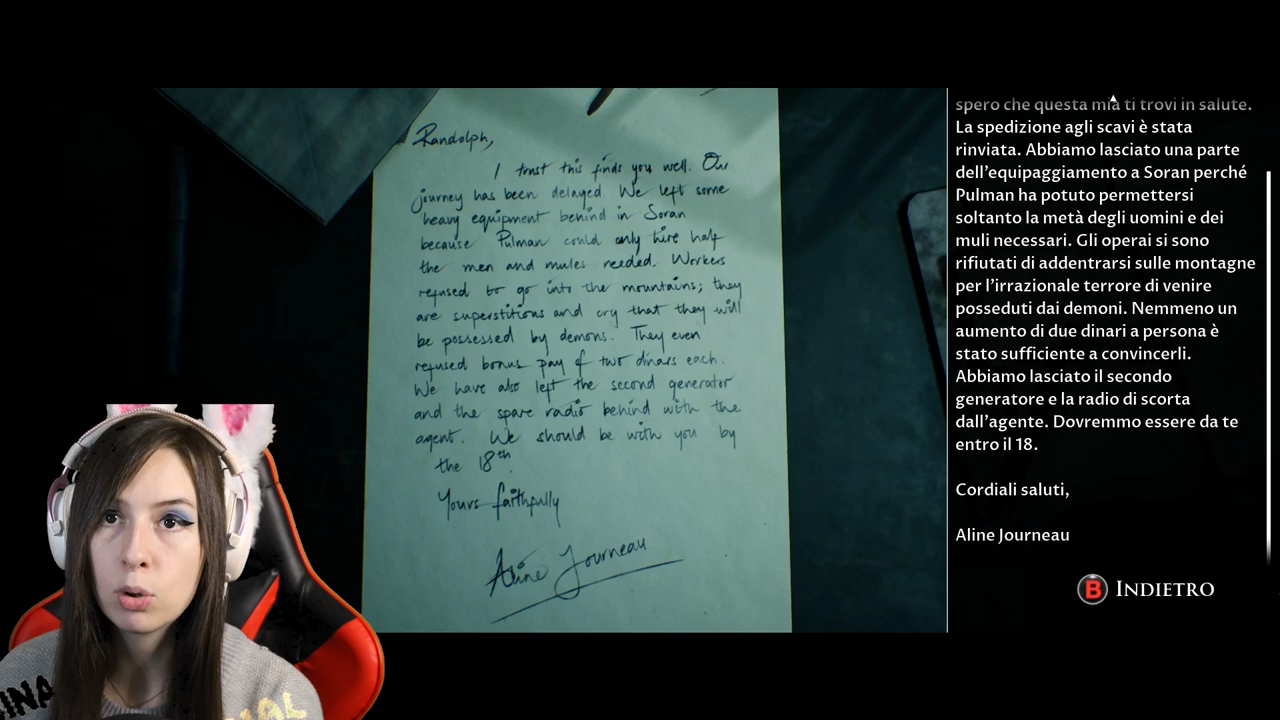 Randolph,
I trust this finds you well. Our
journey has been delayed. We left some
heavy equipment behind in Soran
because Pulman could only hire half
the men and mules needed. Workers
refused to go into the mountains; they
are superstitious and cry that they will
be possessed by demons. They even
refused bonus pay of two dinars each.
We have also left the second generator
and the spare radio behind with the
agent. We should be with you by
the 18th.
Yours faithfully
Aline Journeau
spero che questa mia ti trovi in salute.
La spedizione agli scavi è stata
rinviata. Abbiamo lasciato una parte
dell'equipaggiamento a Soran perché
Pulman ha potuto permettersi
soltanto la metà degli uomini e dei
muli necessari. Gli operai si sono
rifiutati di addentrarsi sulle montagne
per l'irrazionale terrore di venire
posseduti dai demoni. Nemmeno un
aumento di due dinari a persona è
stato sufficiente a convincerli.
Abbiamo lasciato il secondo
generatore e la radio di scorta
dall'agente. Dovremmo essere da te
entro il 18.
Cordiali saluti,
Aline Journeau
B INDIETRO